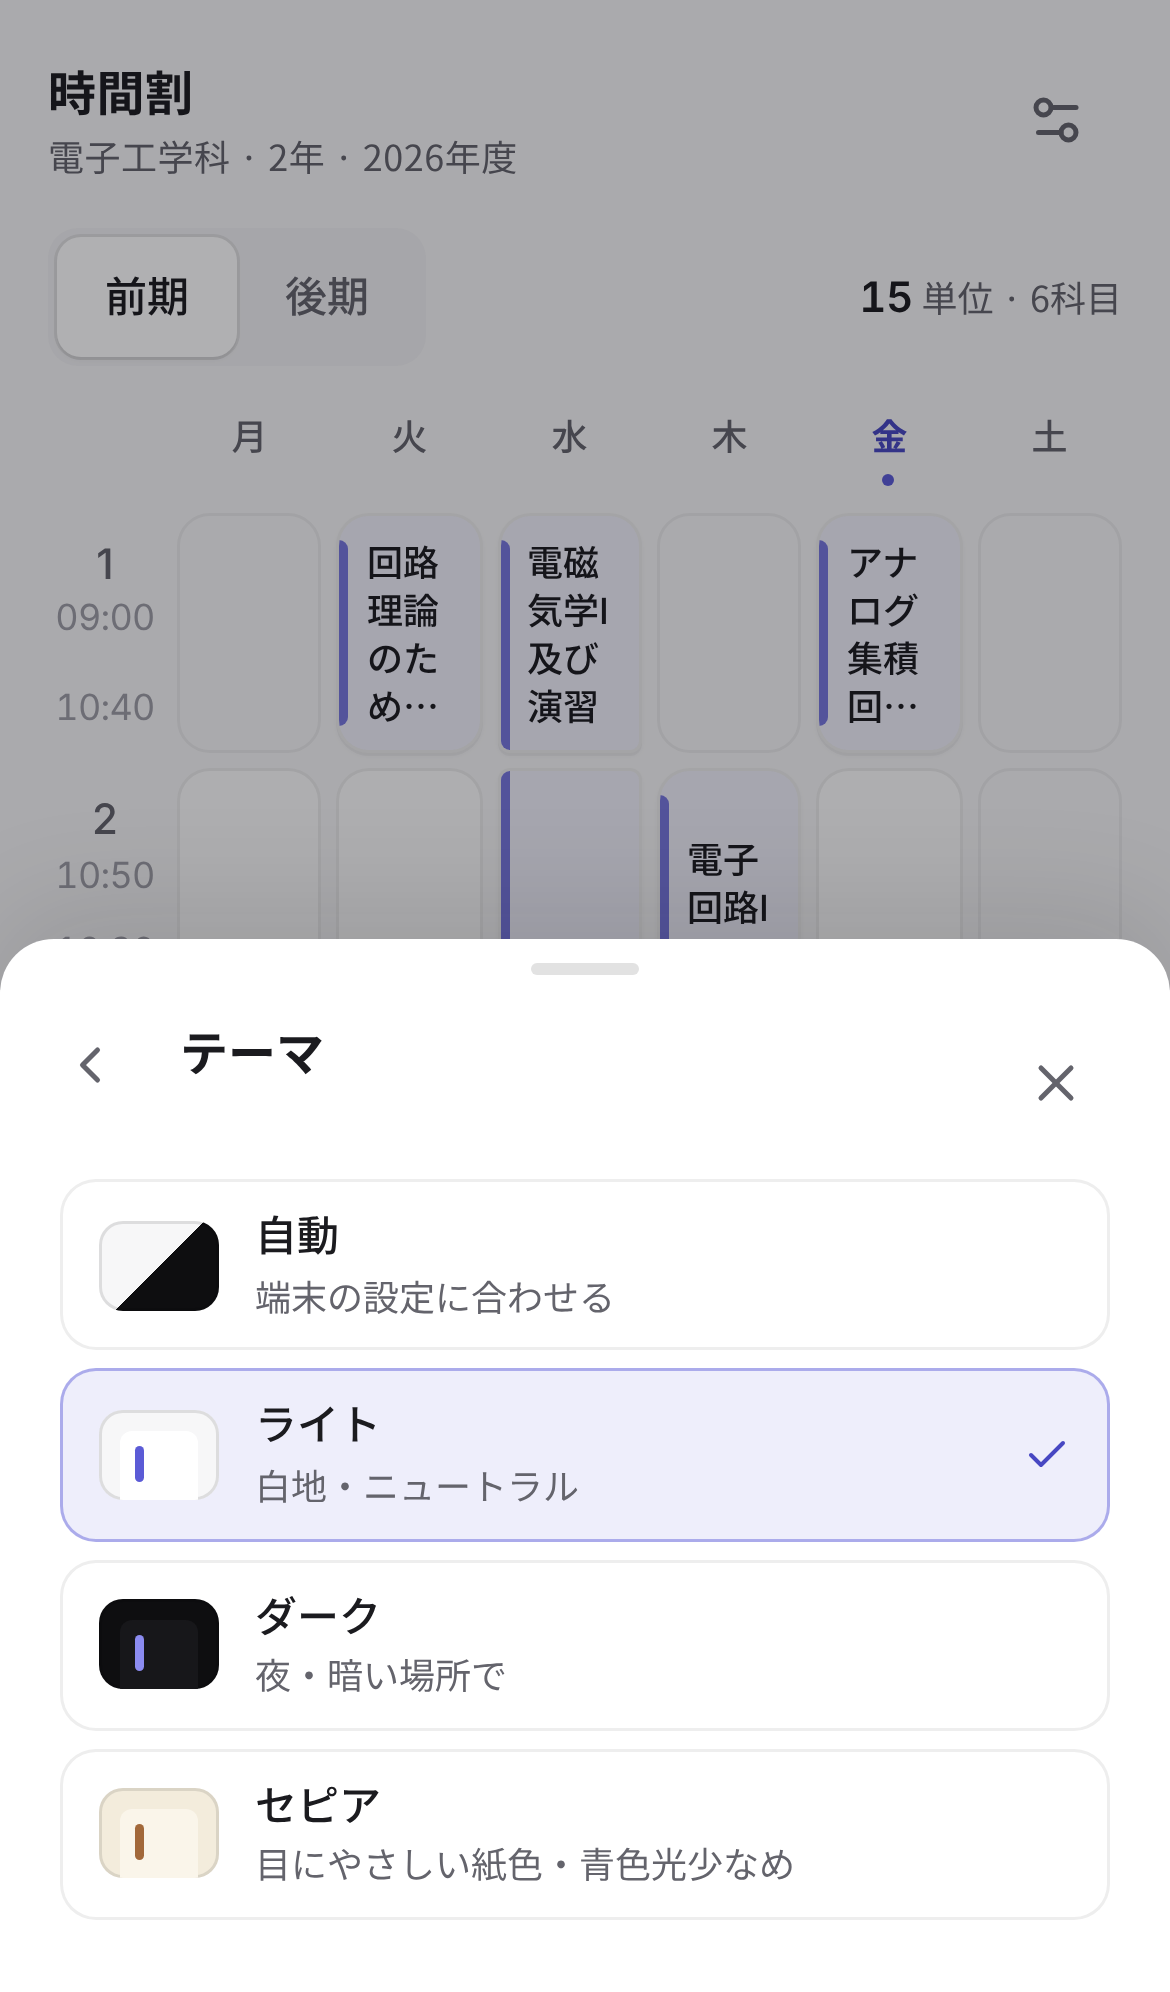 時間割
電子工学科 · 2年 · 2026年度
前期 後期 15 単位 · 6科目
月 火 水 木 金 土
1
09:00
10:40
回路
理論
のた
め…
電磁
気学I
及び
演習
アナ
ログ
集積
回…
2
10:50
電子
回路I
テーマ
自動
端末の設定に合わせる
ライト
白地・ニュートラル
ダーク
夜・暗い場所で
セピア
目にやさしい紙色・青色光少なめ